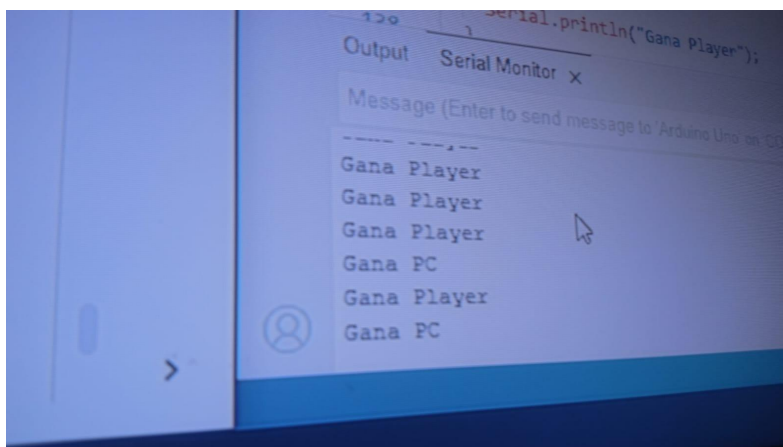 Serial.println("Gana Player");
}
Output Serial Monitor ×
Message (Enter to send message to 'Arduino Uno' on
Gana Player
Gana Player
Gana Player
Gana PC
Gana Player
Gana PC